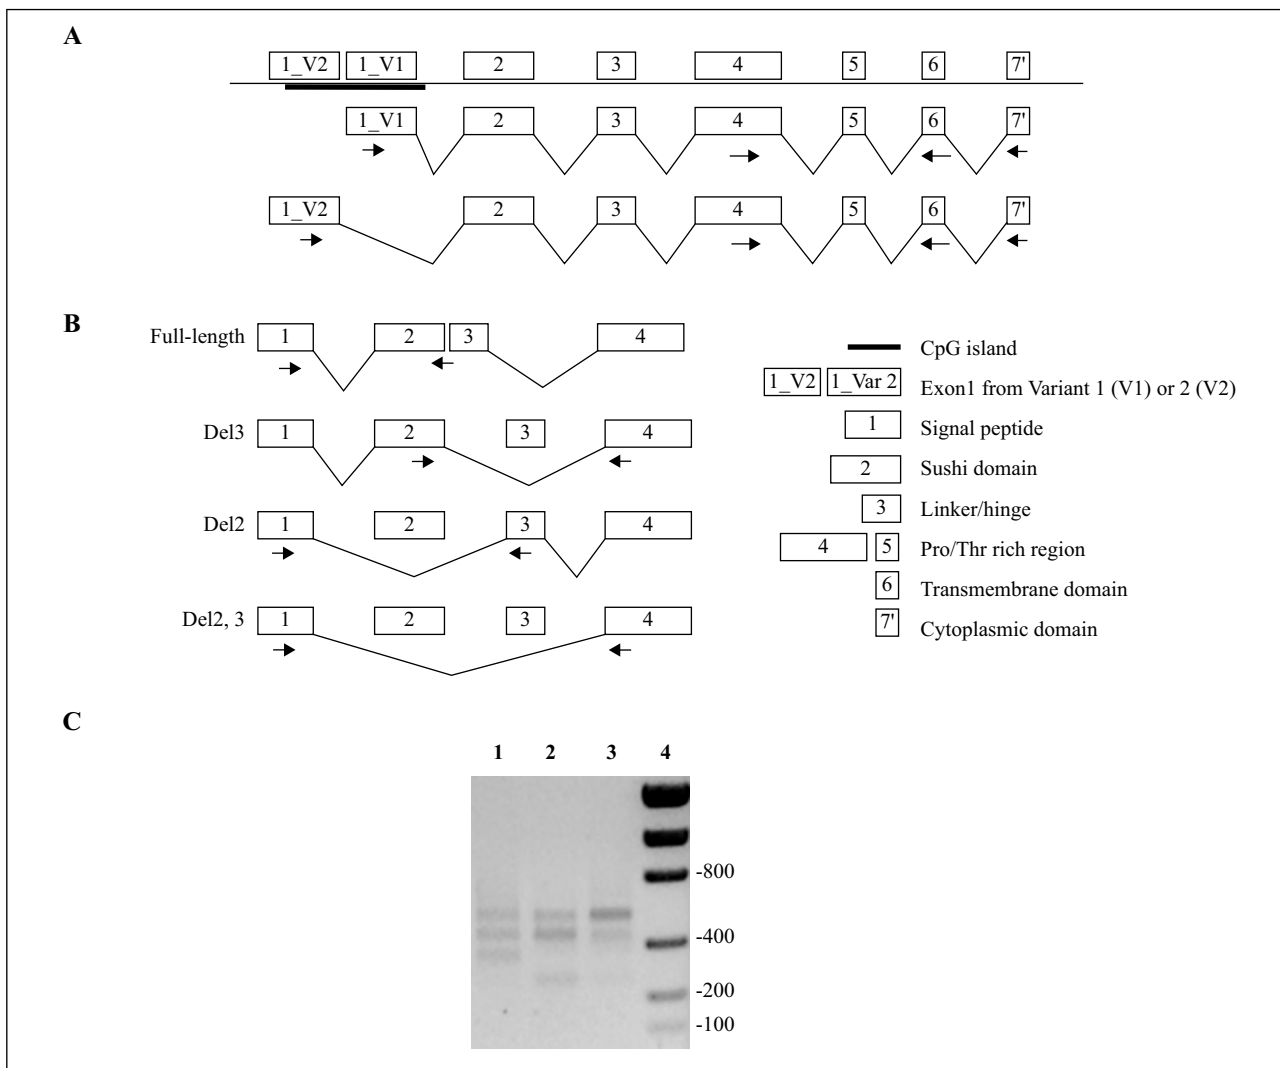 A
1_V2 1_V1 2 3 4 5 6 7'
1_V1 2 3 4 5 6 7'
1_V2 2 3 4 5 6 7'
B
Full-length 1 2 3 4
Del3 1 2 3 4
Del2 1 2 3 4
Del2, 3 1 2 3 4
CpG island
1_V2 1_Var 2 Exon1 from Variant 1 (V1) or 2 (V2)
1 Signal peptide
2 Sushi domain
3 Linker/hinge
4 5 Pro/Thr rich region
6 Transmembrane domain
7' Cytoplasmic domain
C
1 2 3 4
-800
-400
-200
-100